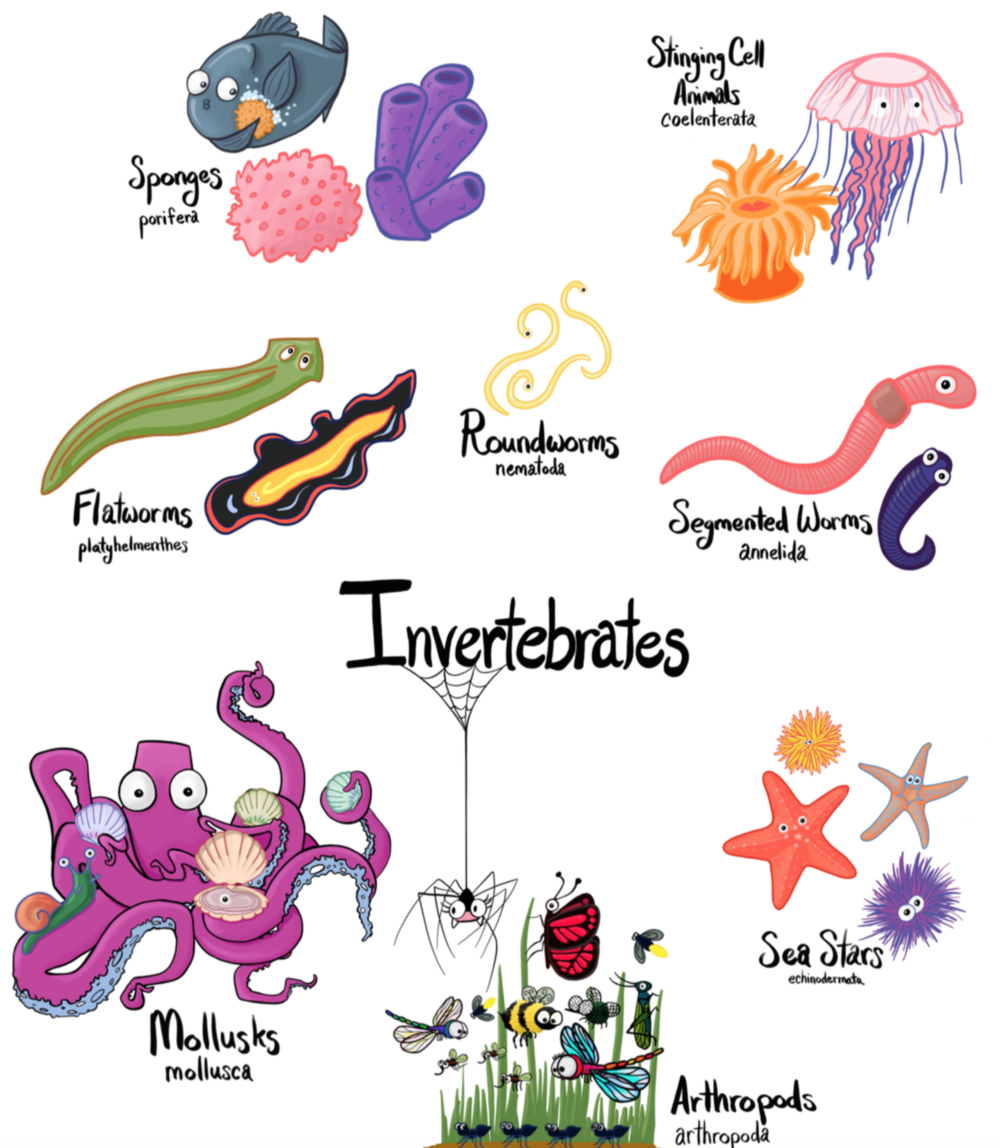 Stinging Cell
Animals
coelenterata
Sponges
porifera
Roundworms
nematoda
Flatworms
platyhelmenthes
Segmented Worms
annelida
Invertebrates
Sea Stars
echinodermata
Mollusks
mollusca
Arthropods
arthropoda